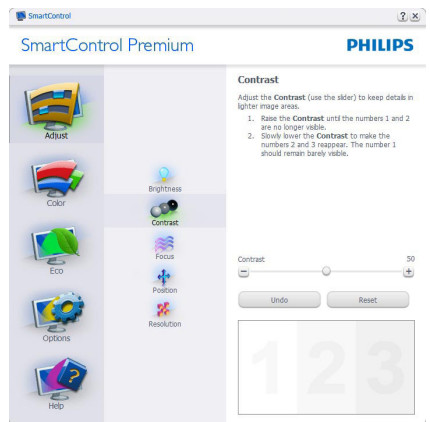 SmartControl
? ×
SmartControl Premium
PHILIPS
Adjust
Color
Eco
Options
Help
Brightness
Contrast
Focus
Position
Resolution
Contrast
Adjust the Contrast (use the slider) to keep details in
lighter image areas.
1. Raise the Contrast until the numbers 1 and 2
are no longer visible.
2. Slowly lower the Contrast to make the
numbers 2 and 3 reappear. The number 1
should remain barely visible.
Contrast 50
− +
Undo Reset
1 2 3